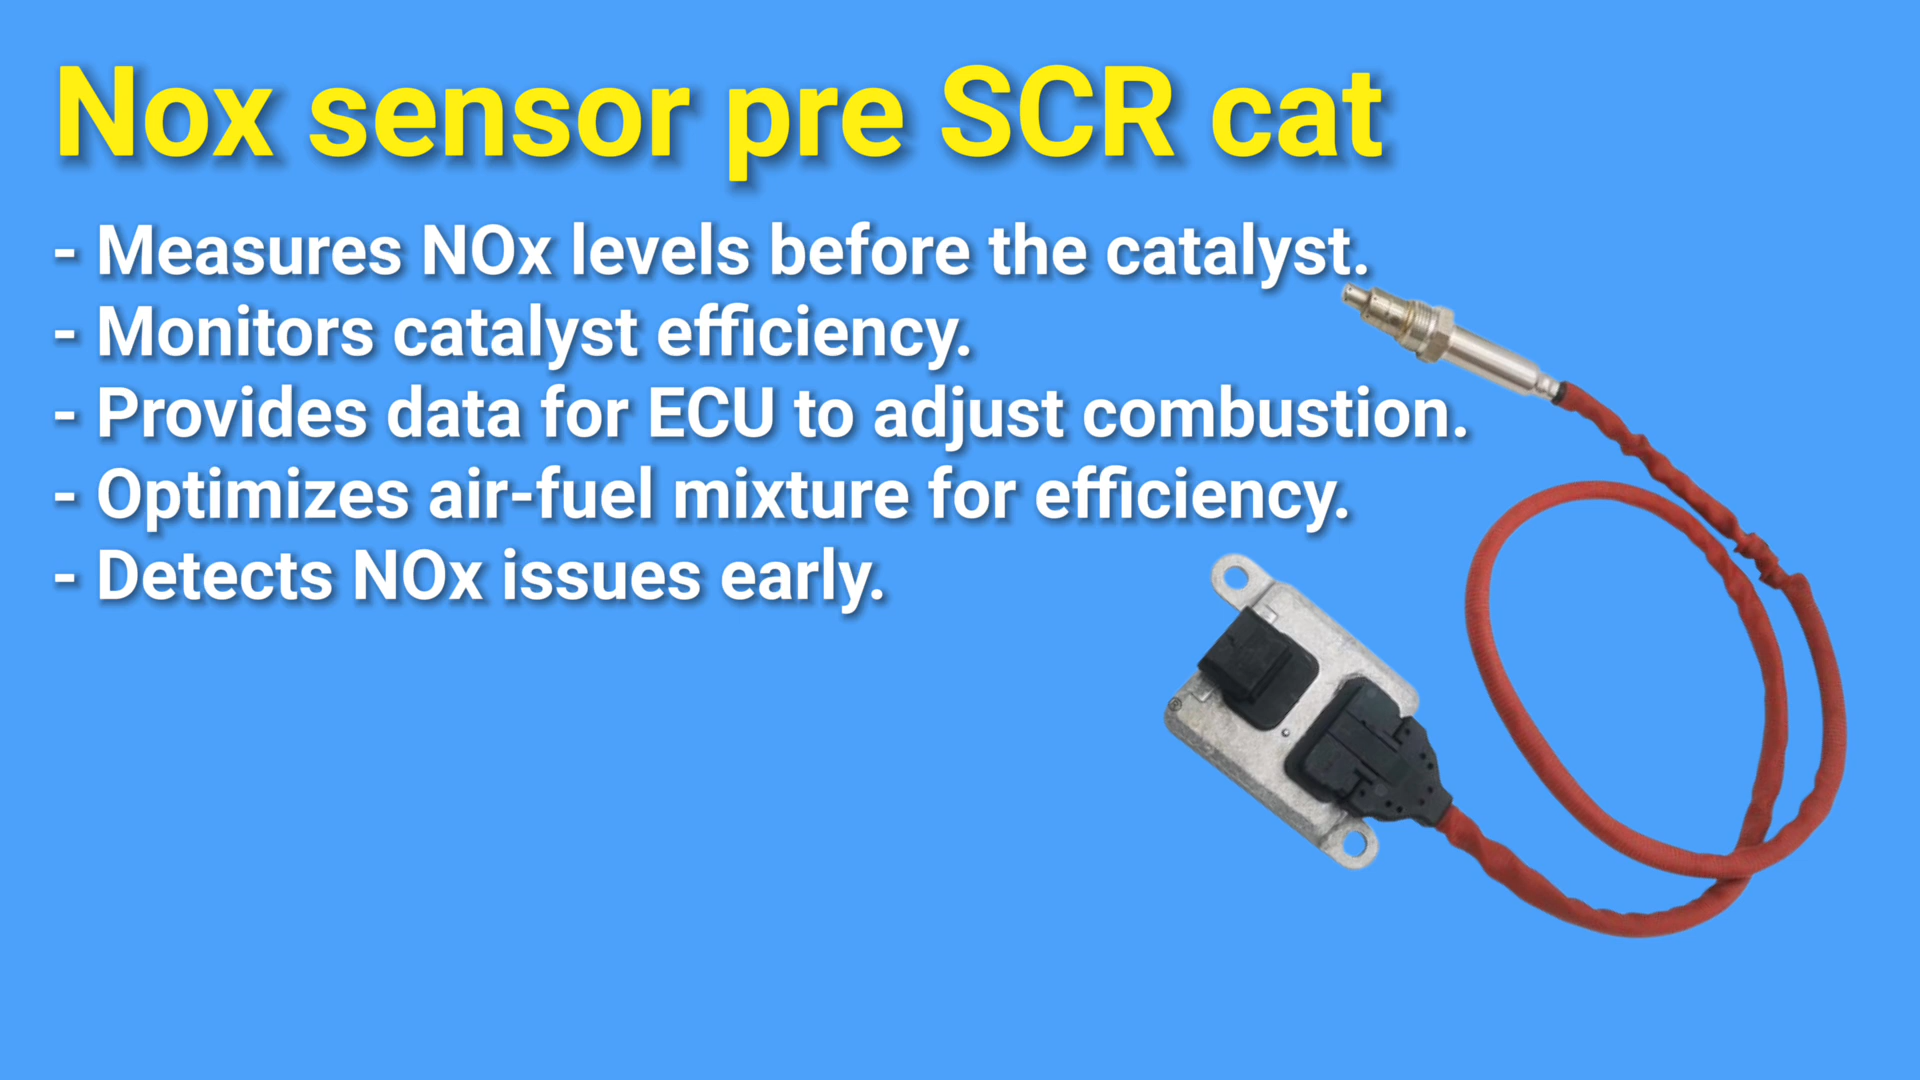 Nox sensor pre SCR cat
- Measures NOx levels before the catalyst.
- Monitors catalyst efficiency.
- Provides data for ECU to adjust combustion.
- Optimizes air-fuel mixture for efficiency.
- Detects NOx issues early.
®